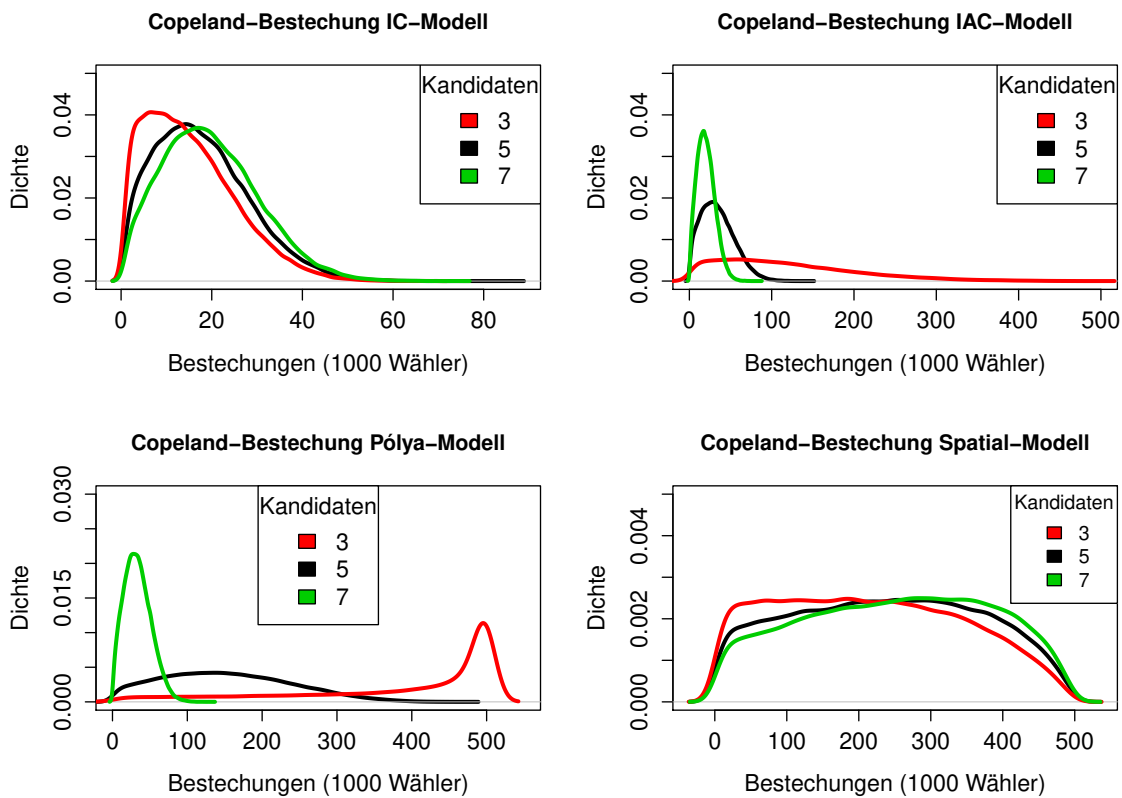 Copeland−Bestechung IC−Modell
Dichte
0.00
0.02
0.04
Kandidaten
3
5
7
0 20 40 60 80
Bestechungen (1000 Wähler)
Copeland−Bestechung IAC−Modell
Dichte
0.00
0.02
0.04
Kandidaten
3
5
7
0 100 200 300 400 500
Bestechungen (1000 Wähler)
Copeland−Bestechung Pólya−Modell
Dichte
0.000
0.015
0.030
Kandidaten
3
5
7
0 100 200 300 400 500
Bestechungen (1000 Wähler)
Copeland−Bestechung Spatial−Modell
Dichte
0.000
0.002
0.004
Kandidaten
3
5
7
0 100 200 300 400 500
Bestechungen (1000 Wähler)